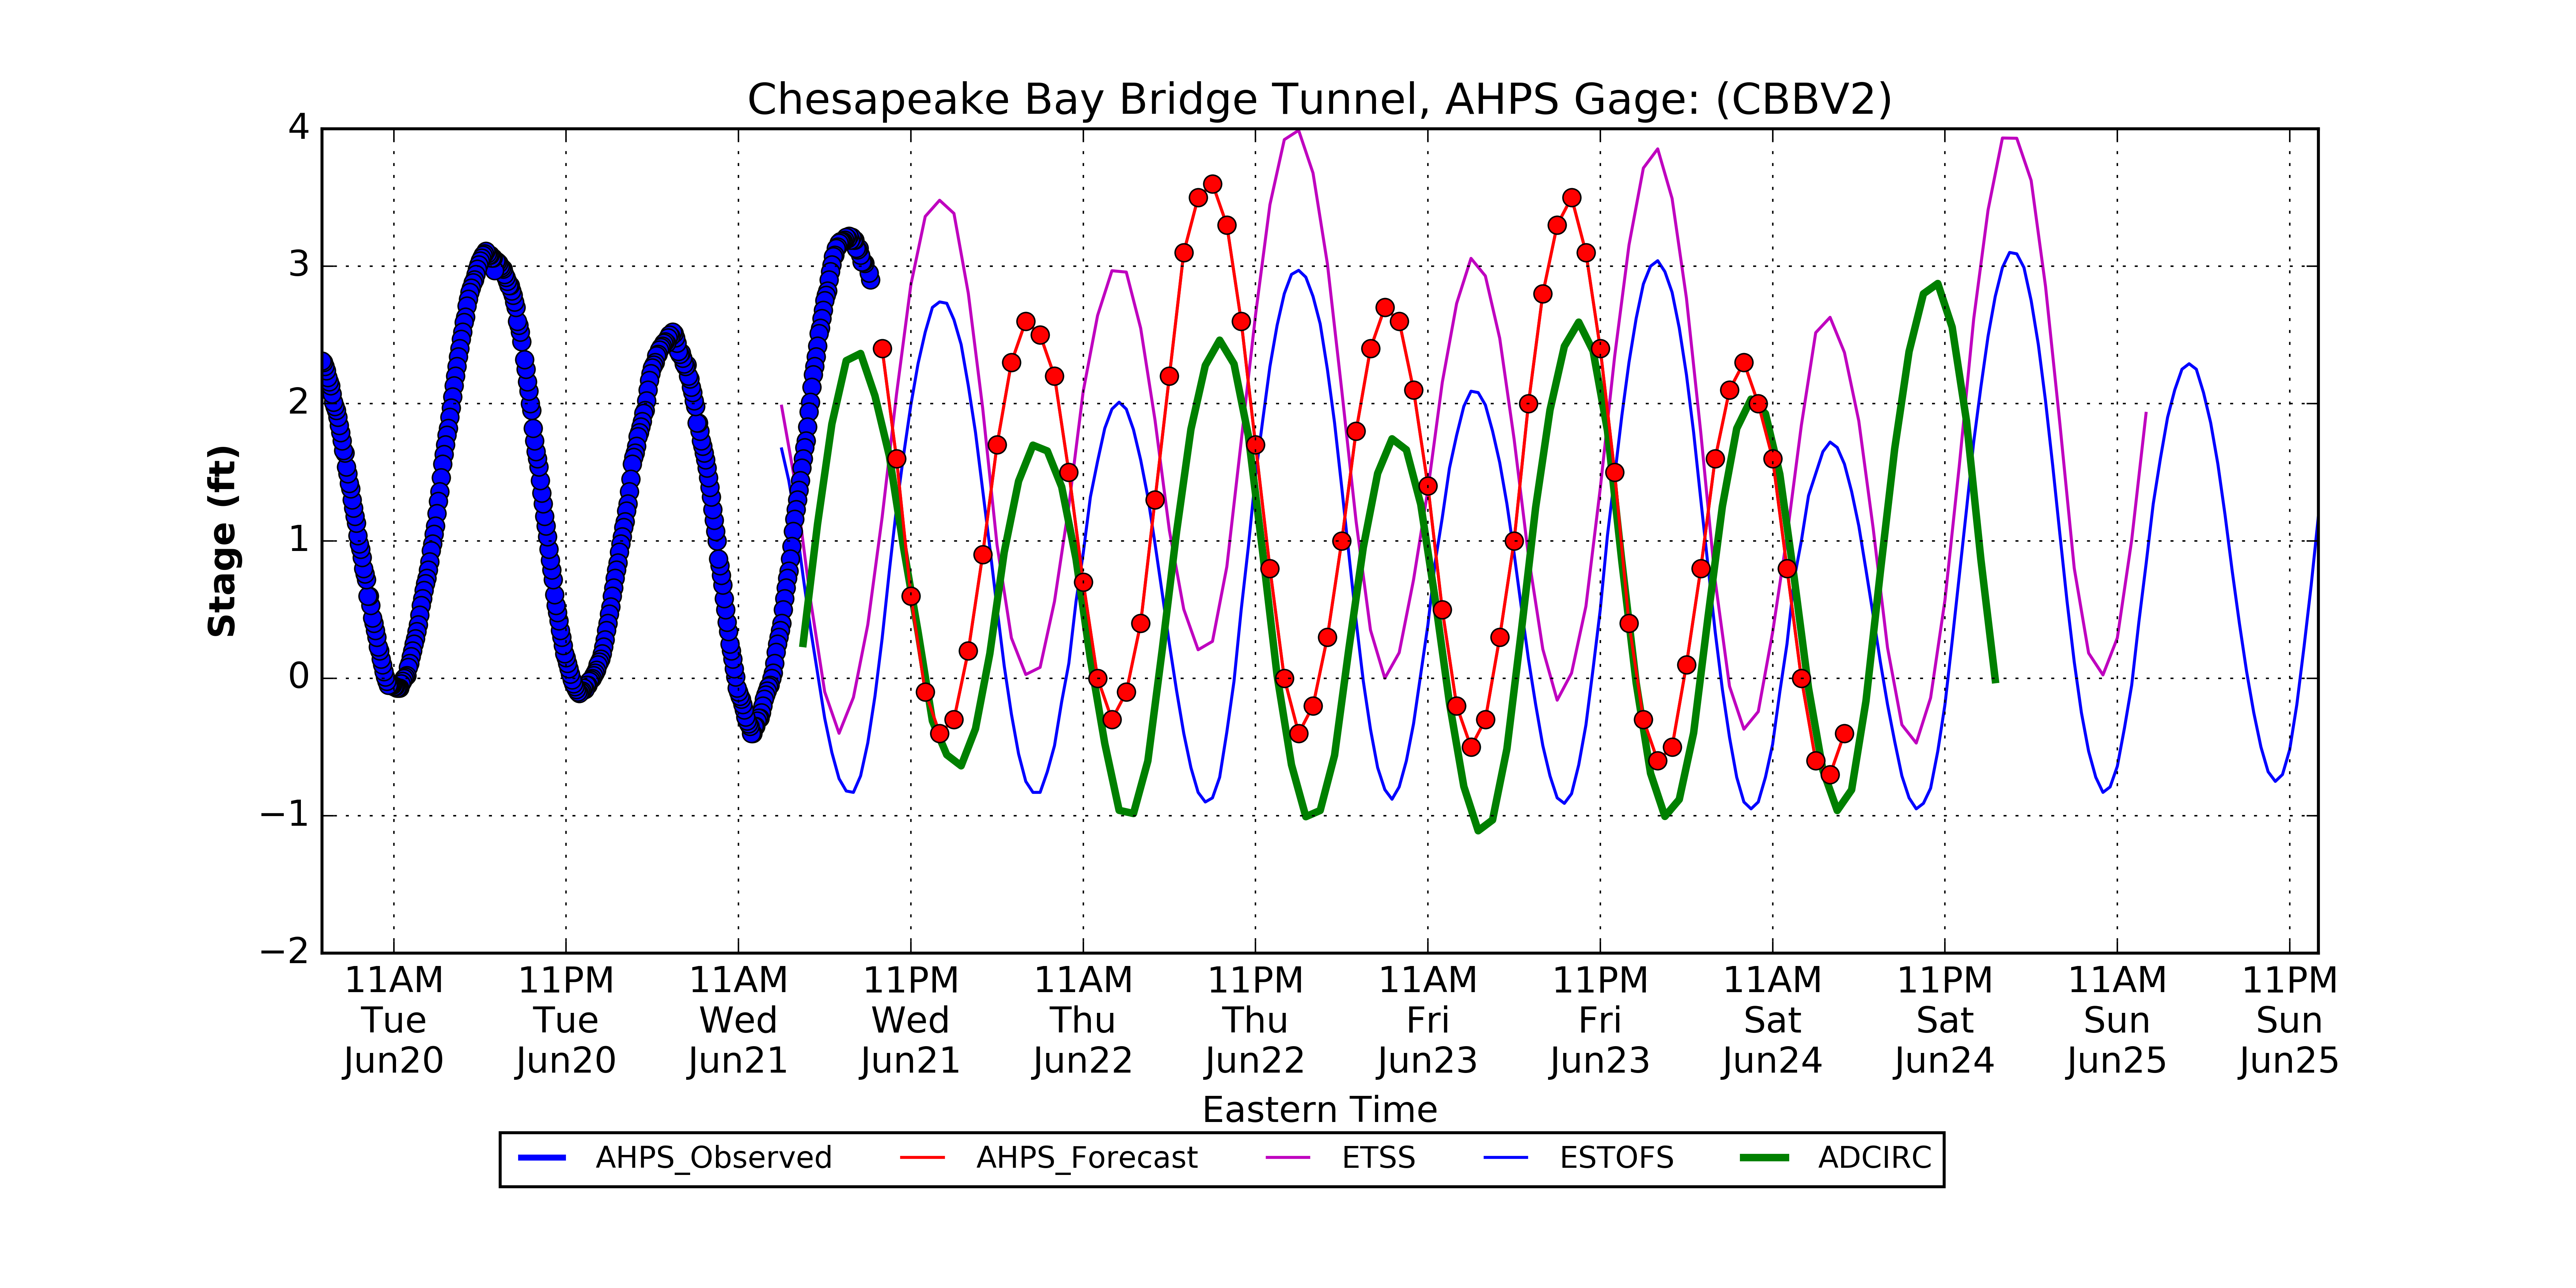 Chesapeake Bay Bridge Tunnel, AHPS Gage: (CBBV2)
4
3
2
1
0
−1
−2
Stage (ft)
11AM 11PM 11AM 11PM 11AM 11PM 11AM 11PM 11AM 11PM 11AM 11PM
Tue Tue Wed Wed Thu Thu Fri Fri Sat Sat Sun Sun
Jun20 Jun20 Jun21 Jun21 Jun22 Jun22 Jun23 Jun23 Jun24 Jun24 Jun25 Jun25
Eastern Time
AHPS_Observed AHPS_Forecast ETSS ESTOFS ADCIRC